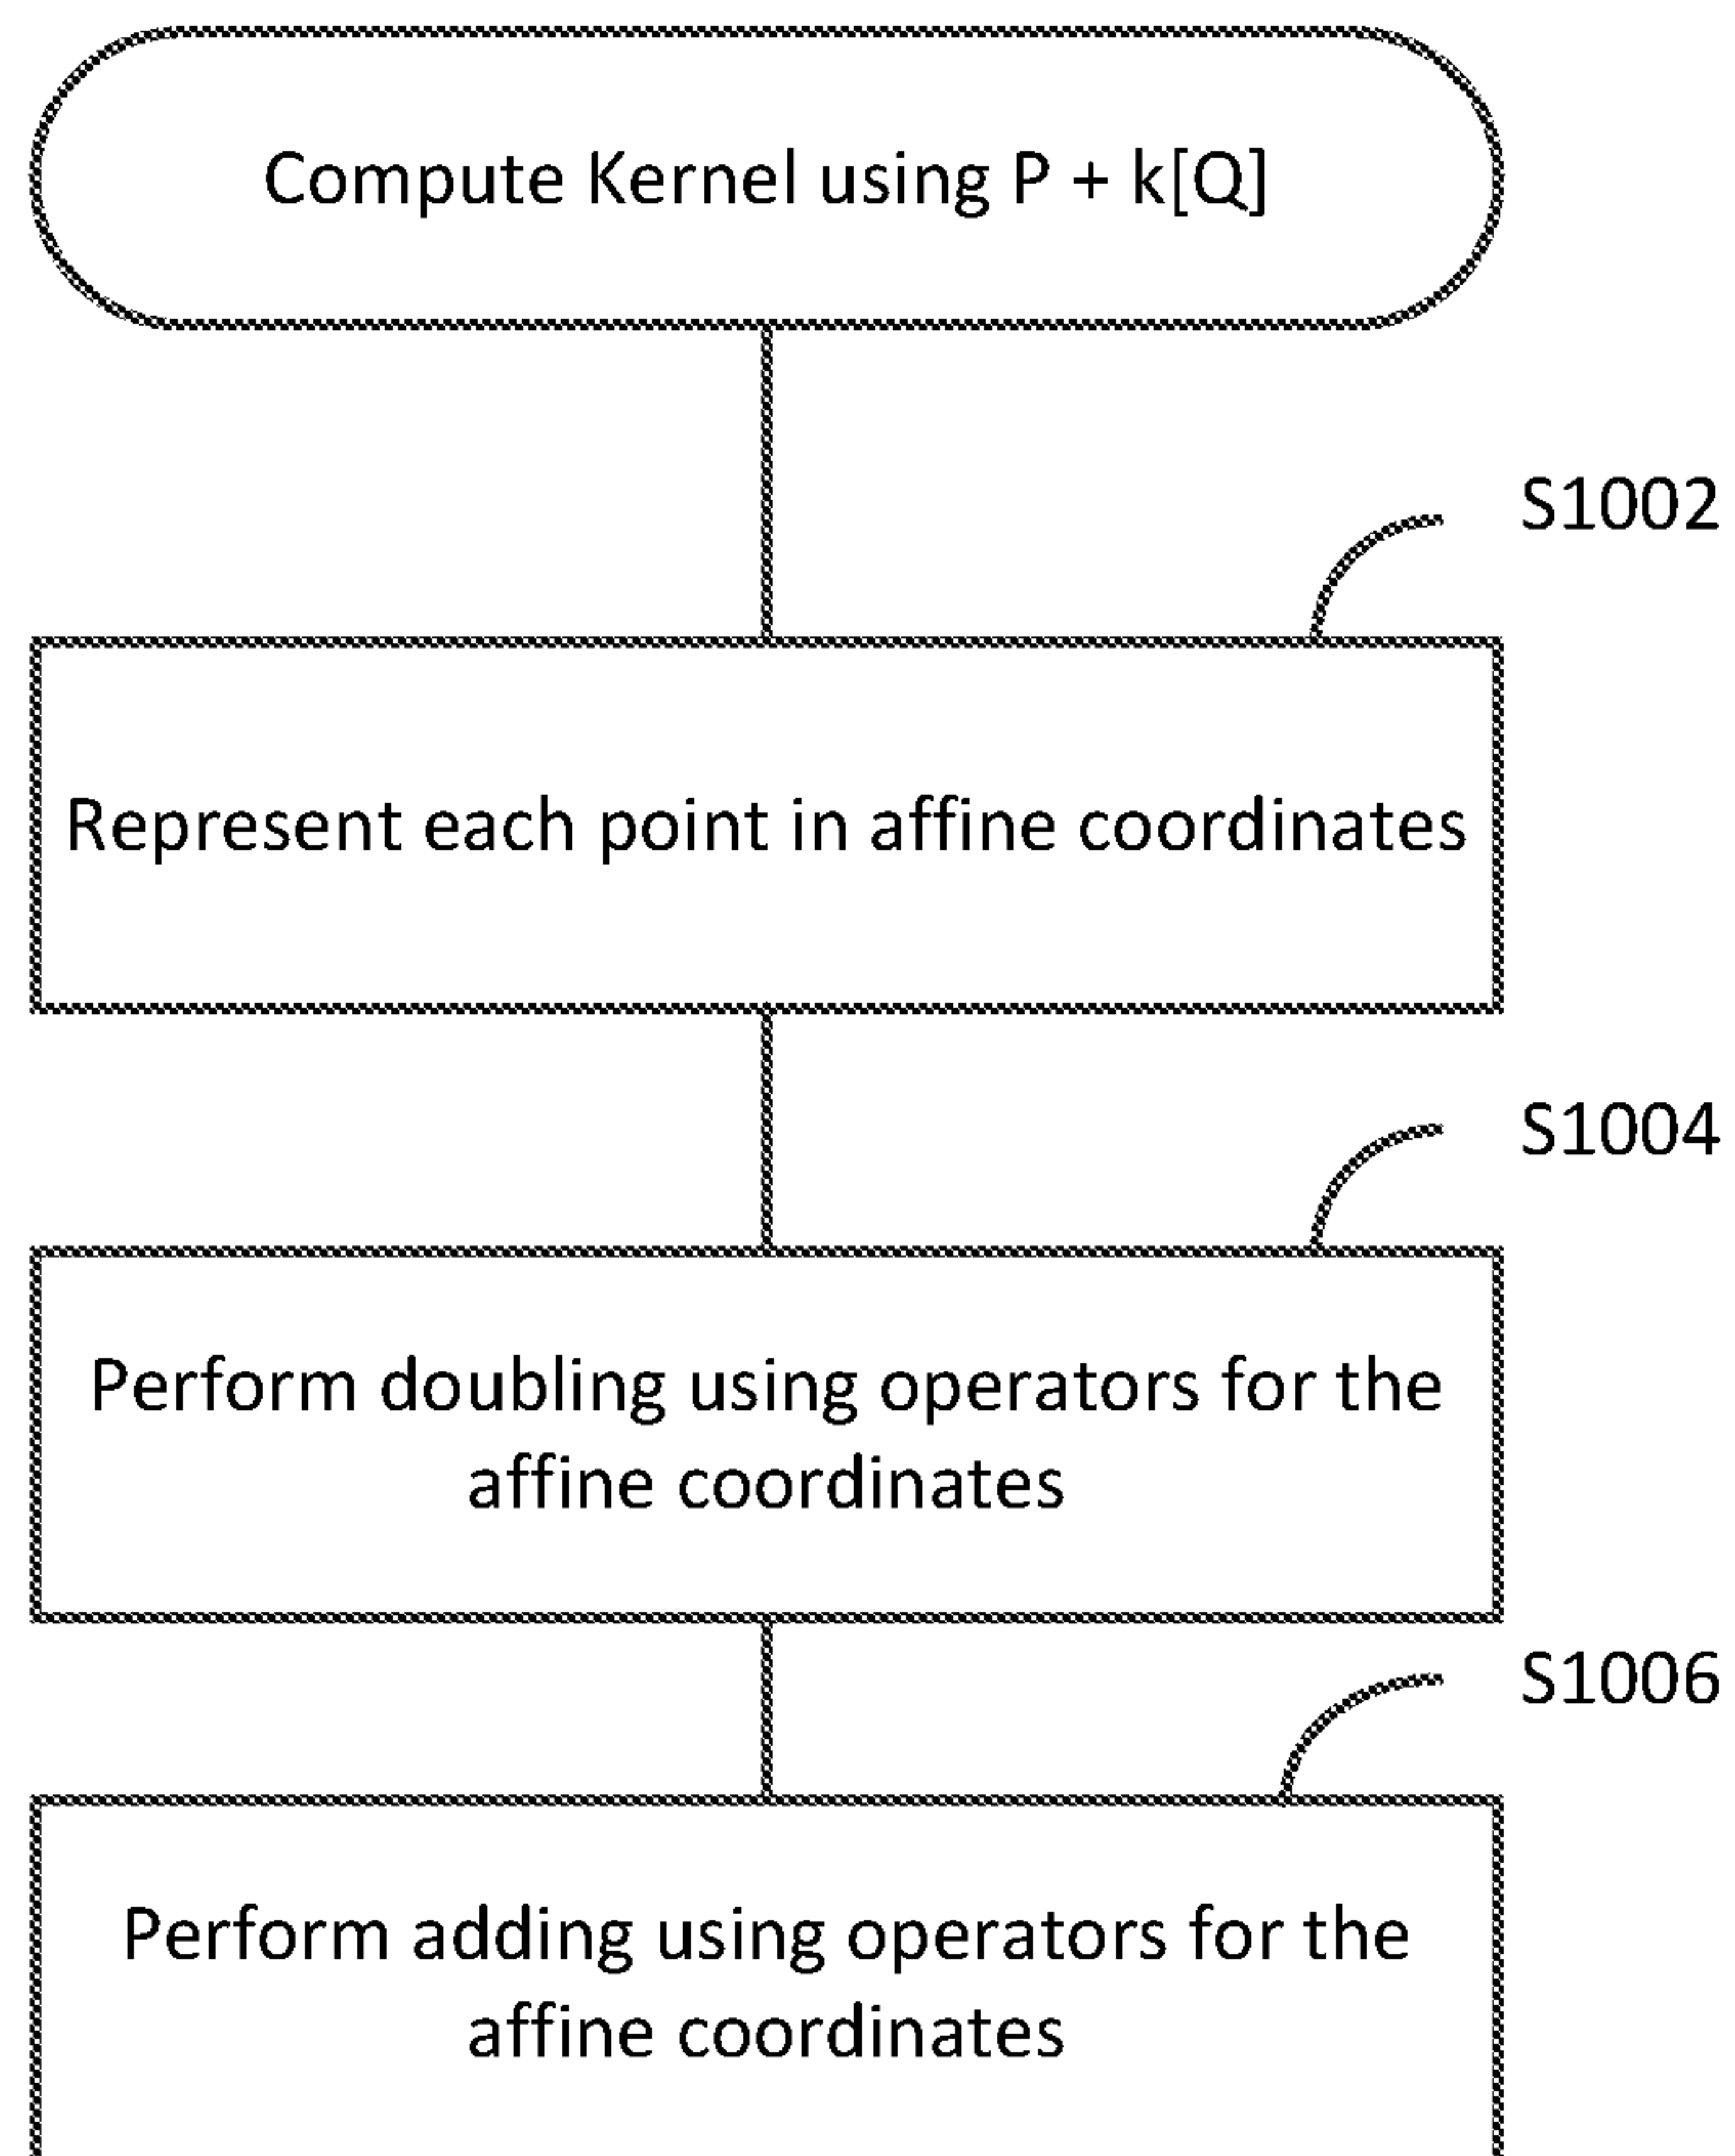 Compute Kernel using P + k[Q]
S1002
Represent each point in affine coordinates
S1004
Perform doubling using operators for the
affine coordinates
S1006
Perform adding using operators for the
affine coordinates